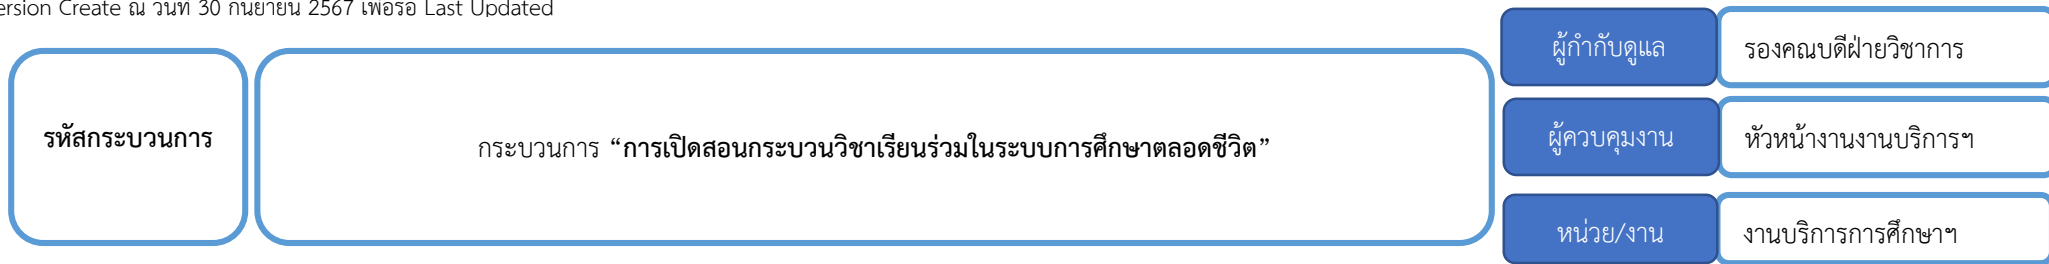 ersion Create ณ วันที่ 30 กันยายน 2567 เพื่อรอ Last Updated
รหัสกระบวนการ
กระบวนการ “การเปิดสอนกระบวนวิชาเรียนร่วมในระบบการศึกษาตลอดชีวิต”
ผู้กำกับดูแล
รองคณบดีฝ่ายวิชาการ
ผู้ควบคุมงาน
หัวหน้างานงานบริการฯ
หน่วย/งาน
งานบริการการศึกษาฯ